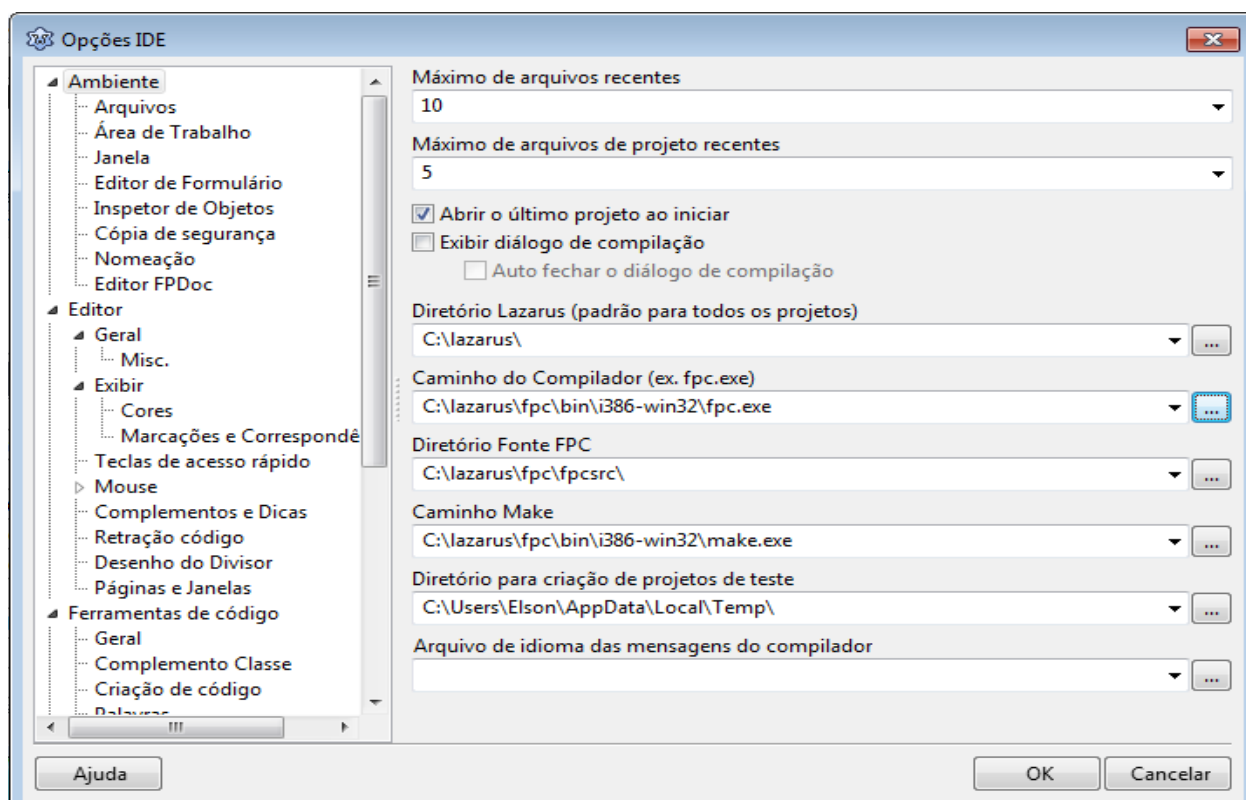 Opções IDE
Ambiente
Arquivos
Área de Trabalho
Janela
Editor de Formulário
Inspetor de Objetos
Cópia de segurança
Nomeação
Editor FPDoc
Editor
Geral
Misc.
Exibir
Cores
Marcações e Correspondê
Teclas de acesso rápido
Mouse
Complementos e Dicas
Retração código
Desenho do Divisor
Páginas e Janelas
Ferramentas de código
Geral
Complemento Classe
Criação de código
Palavras
Máximo de arquivos recentes
10
Máximo de arquivos de projeto recentes
5
Abrir o último projeto ao iniciar
Exibir diálogo de compilação
Auto fechar o diálogo de compilação
Diretório Lazarus (padrão para todos os projetos)
C:\lazarus\
...
Caminho do Compilador (ex. fpc.exe)
C:\lazarus\fpc\bin\i386-win32\fpc.exe
...
Diretório Fonte FPC
C:\lazarus\fpc\fpcsrc\
...
Caminho Make
C:\lazarus\fpc\bin\i386-win32\make.exe
...
Diretório para criação de projetos de teste
C:\Users\Elson\AppData\Local\Temp\
...
Arquivo de idioma das mensagens do compilador
...
Ajuda
OK
Cancelar